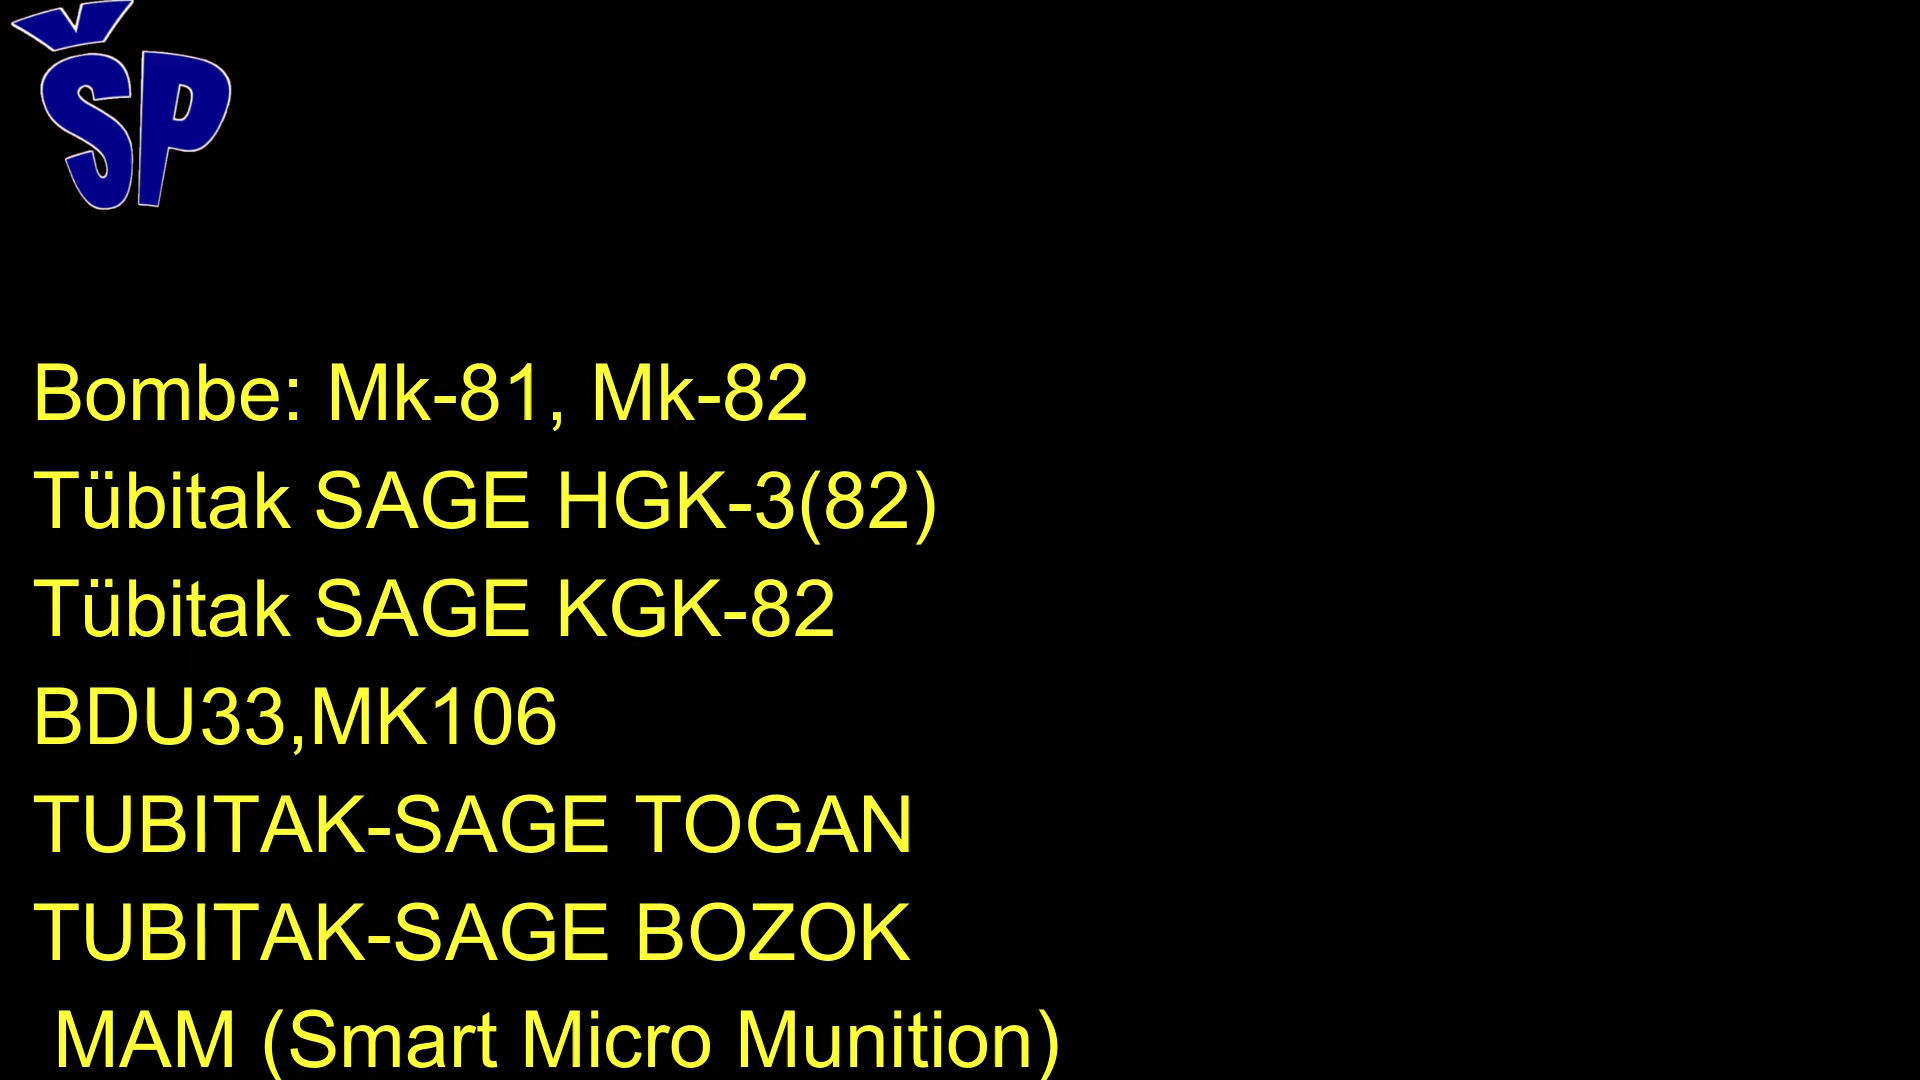 ŠP
Bombe: Mk-81, Mk-82
Tübitak SAGE HGK-3(82)
Tübitak SAGE KGK-82
BDU33,MK106
TUBITAK-SAGE TOGAN
TUBITAK-SAGE BOZOK
MAM (Smart Micro Munition)